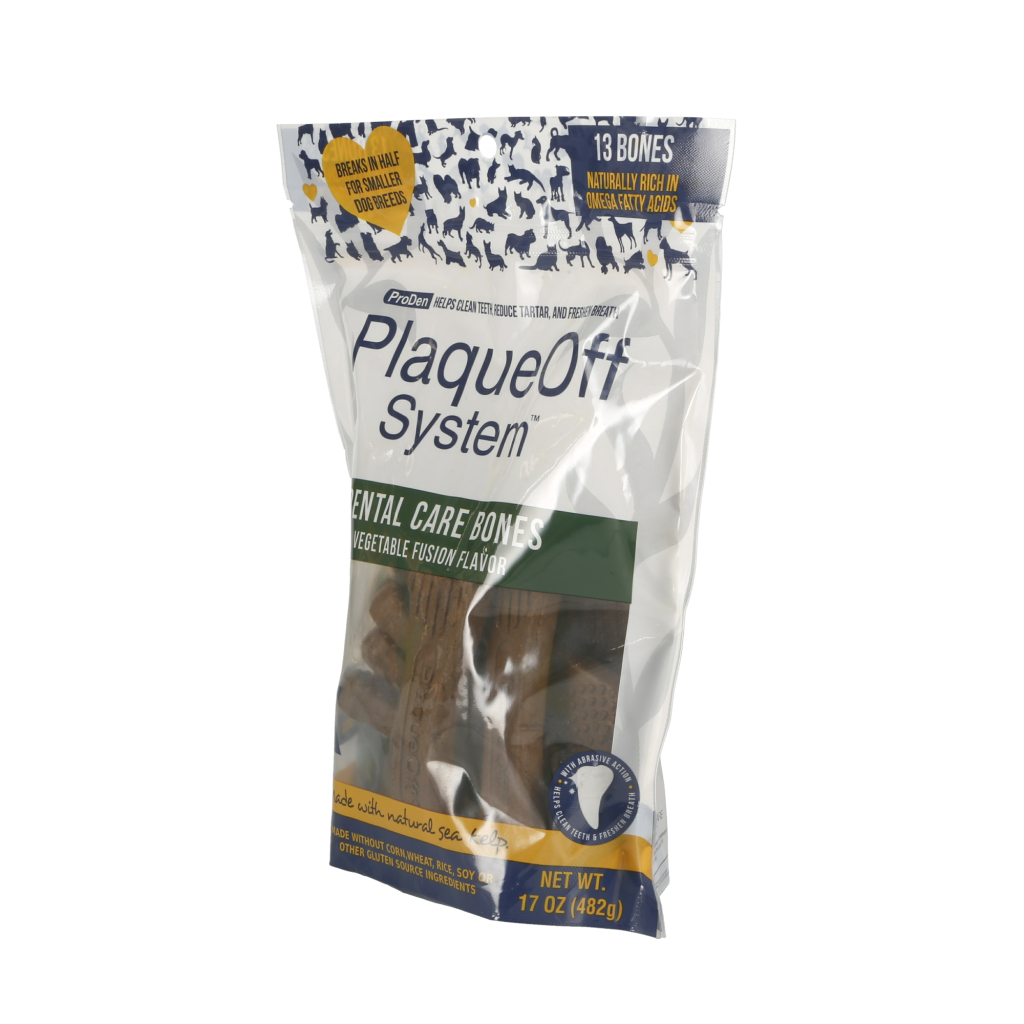 BREAKS IN HALF
FOR SMALLER
DOG BREEDS
13 BONES
NATURALLY RICH IN
OMEGA FATTY ACIDS
ProDen HELPS CLEAN TEETH, REDUCE TARTAR, AND FRESHEN BREATH!
PlaqueOff
System™
ENTAL CARE BONES
VEGETABLE FUSION FLAVOR
WITH ABRASIVE ACTION
HELPS CLEAN TEETH & FRESHEN BREATH
ade with natural sea kelp.
MADE WITHOUT CORN, WHEAT, RICE, SOY OR
OTHER GLUTEN SOURCE INGREDIENTS
NET WT.
17 OZ (482g)